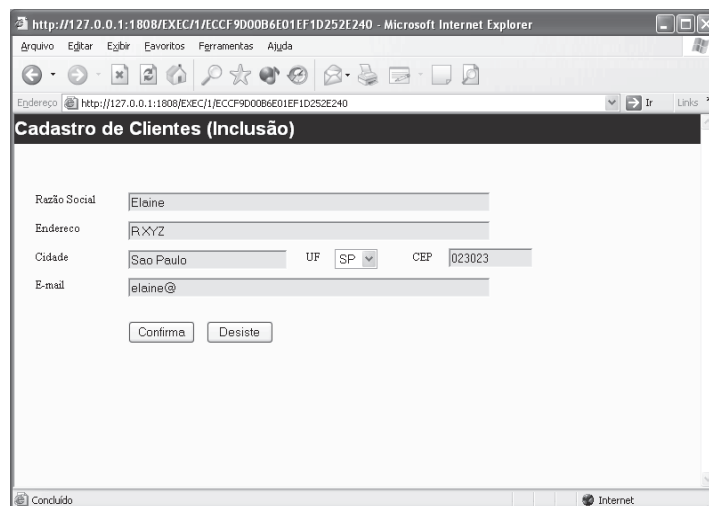 http://127.0.0.1:1808/EXEC/1/ECCF9D00B6E01EF1D252E240 - Microsoft Internet Explorer
Arquivo Editar Exibir Favoritos Ferramentas Ajuda
Endereço http://127.0.0.1:1808/EXEC/1/ECCF9D00B6E01EF1D252E240 Ir Links
Cadastro de Clientes (Inclusão)
Razão Social Elaine
Endereco R.XYZ
Cidade Sao Paulo UF SP CEP 023023
E-mail elaine@
Confirma Desiste
Concluído Internet